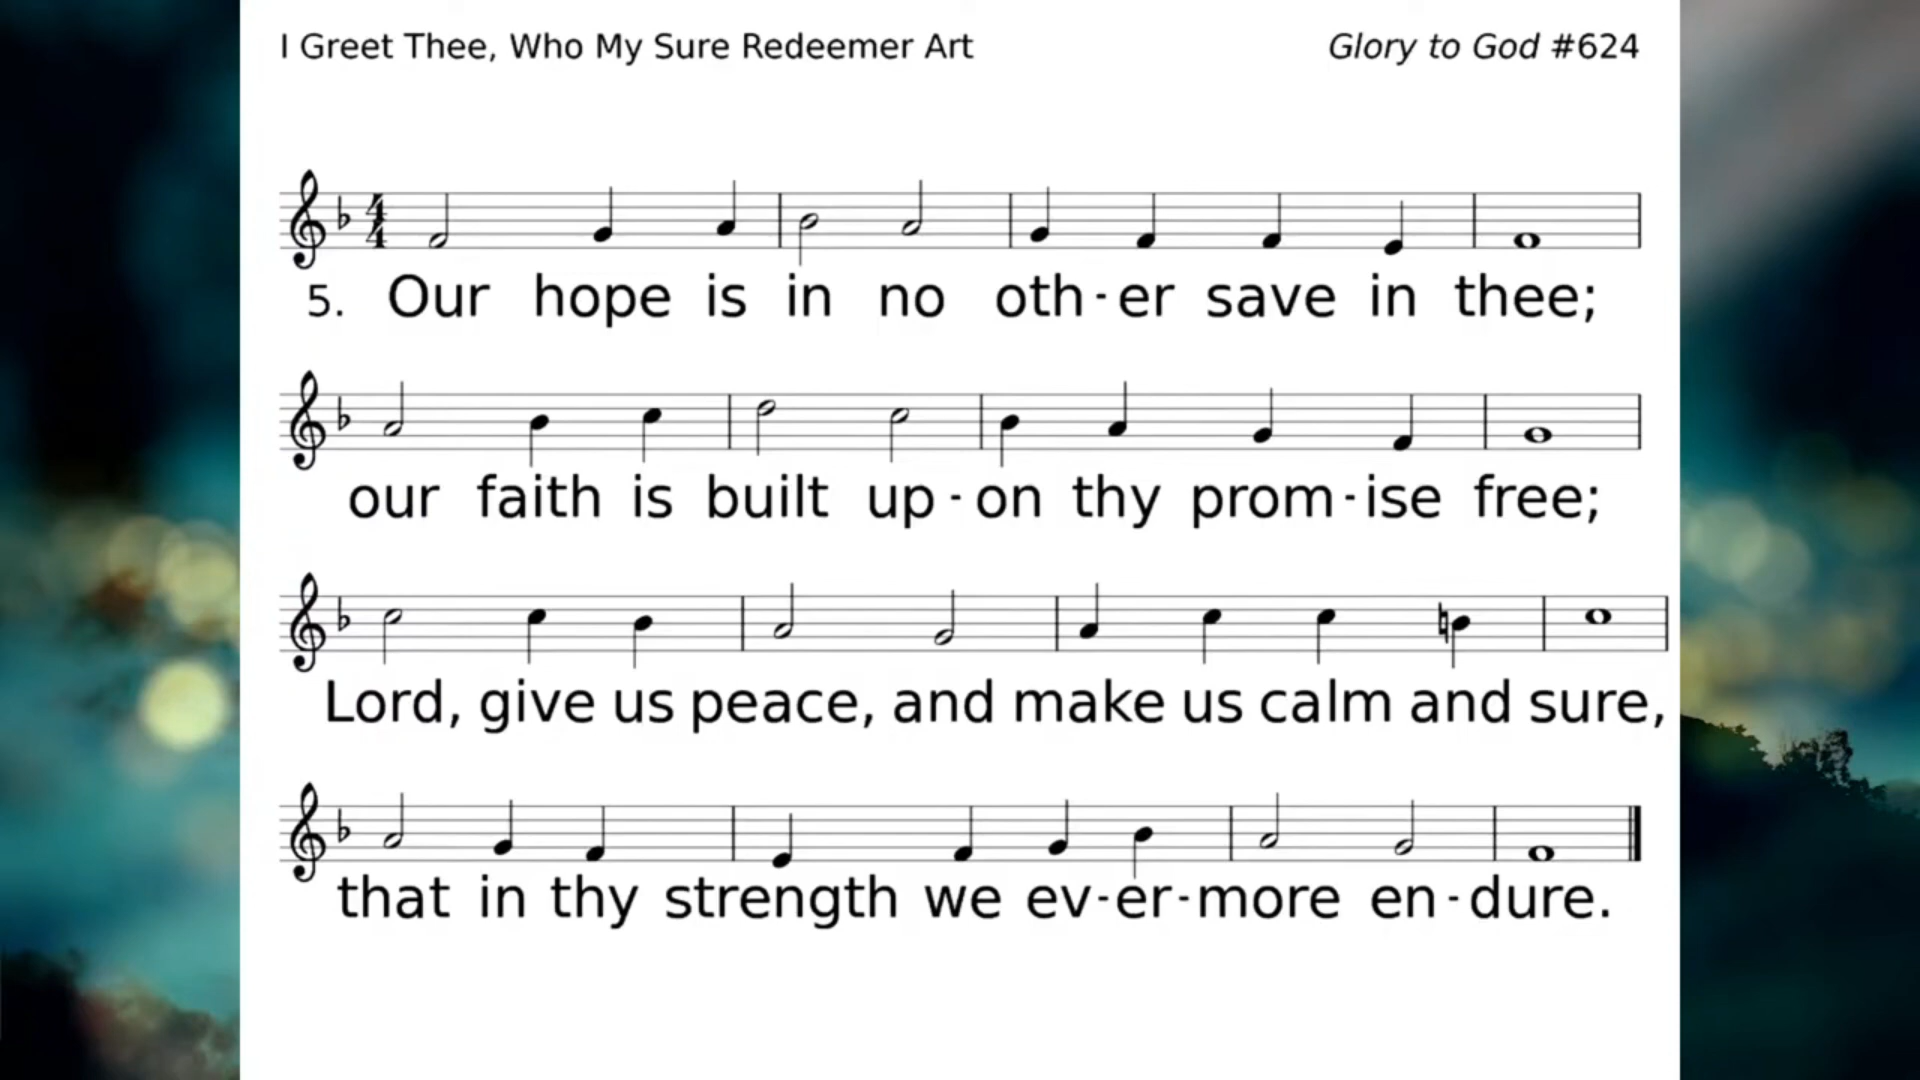 I Greet Thee, Who My Sure Redeemer Art
Glory to God #624
4
4
5. Our hope is in no oth-er save in thee;
our faith is built up-on thy prom-ise free;
Lord, give us peace, and make us calm and sure,
that in thy strength we ev-er-more en-dure.